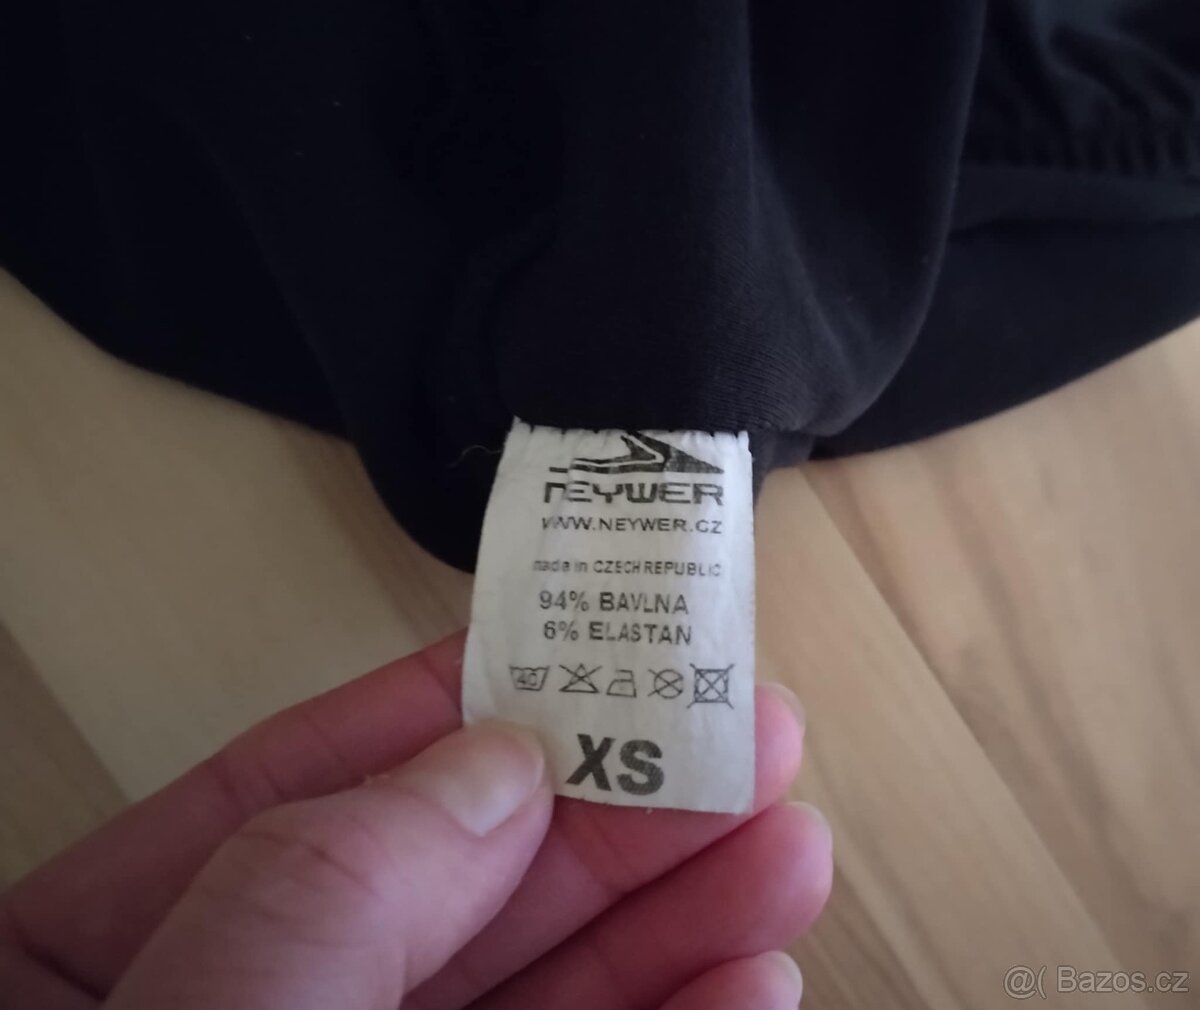 NEYWER
WWW.NEYWER.CZ
made in CZECH REPUBLIC
94% BAVLNA
6% ELASTAN
40
XS
@( Bazos.cz